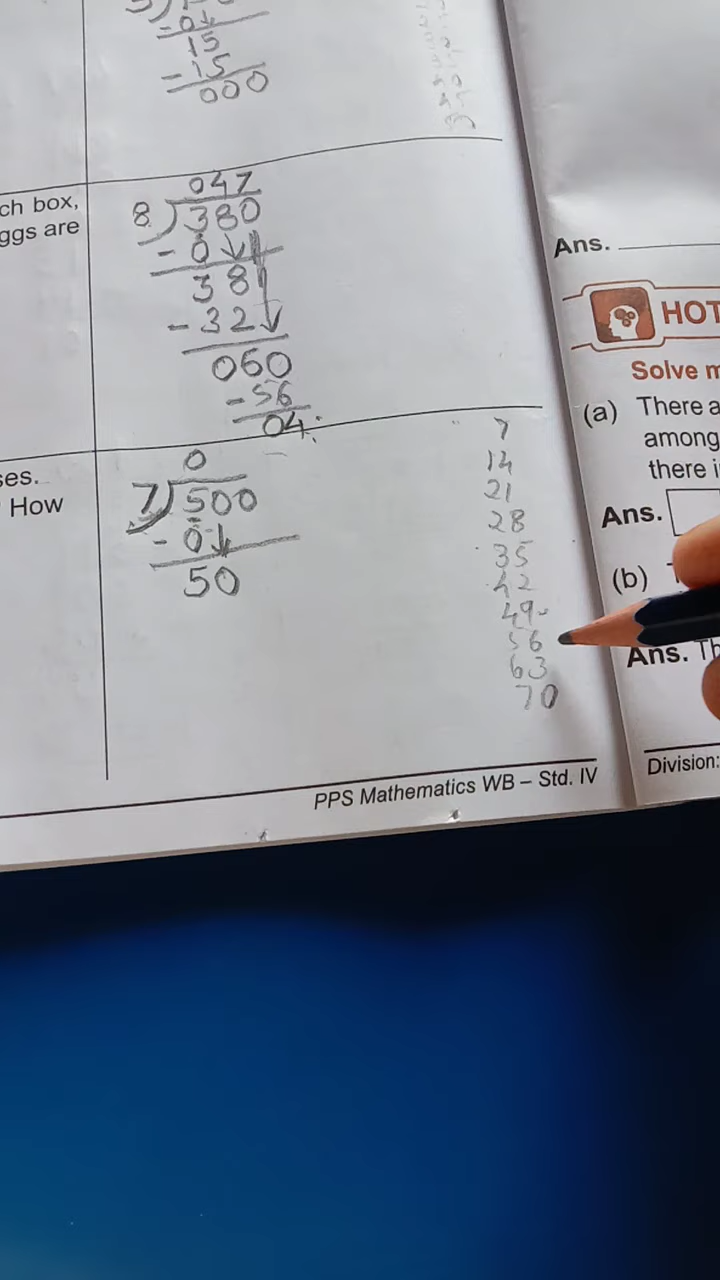 15
- 15
000
ch box,
ggs are
047
8)380
- 0
38
- 32
060
- 56
04
es.
How
0
7)500
- 0
50
7
14
21
28
35
42
49
56
63
70
PPS Mathematics WB – Std. IV
Ans.
HOT
Solve m
(a) There a
among
there i
Ans.
(b)
Ans. Th
Division: